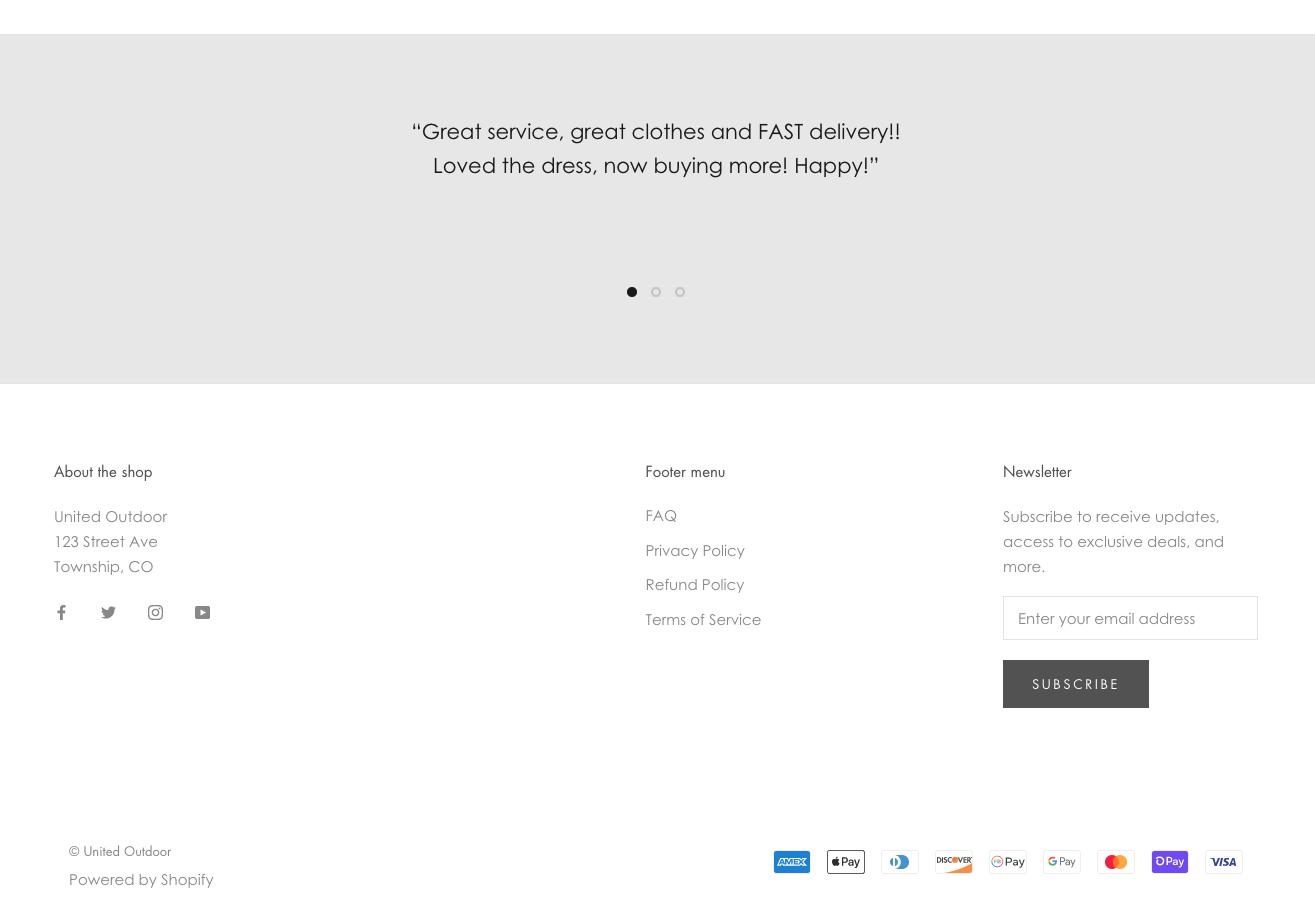 “Great service, great clothes and FAST delivery!!
Loved the dress, now buying more! Happy!”
About the shop
United Outdoor
123 Street Ave
Township, CO
Footer menu
FAQ
Privacy Policy
Refund Policy
Terms of Service
Newsletter
Subscribe to receive updates,
access to exclusive deals, and
more.
Enter your email address
SUBSCRIBE
© United Outdoor
Powered by Shopify
AMEX
Pay
DISCOVER
Pay
G Pay
Pay
VISA